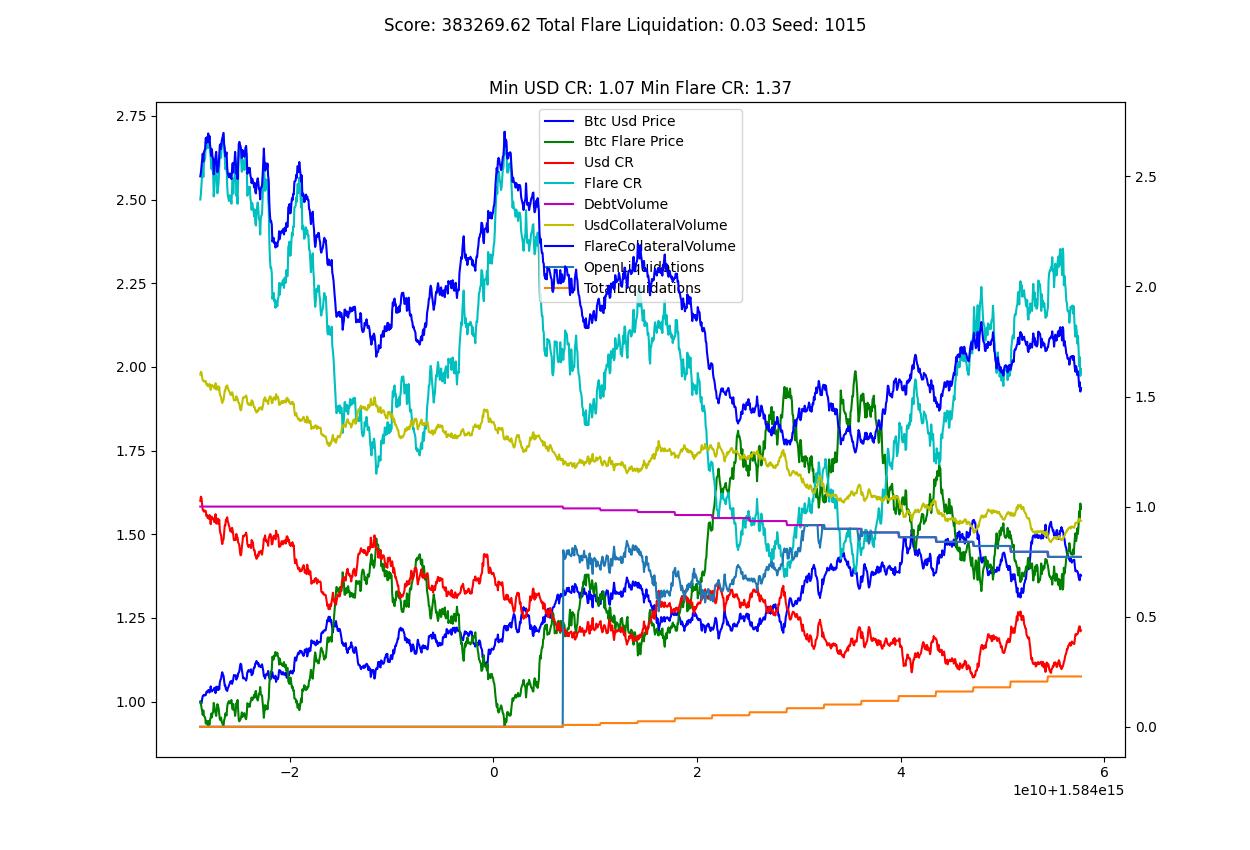 Score: 383269.62 Total Flare Liquidation: 0.03 Seed: 1015
Min USD CR: 1.07 Min Flare CR: 1.37
Btc Usd Price
Btc Flare Price
Usd CR
Flare CR
DebtVolume
UsdCollateralVolume
FlareCollateralVolume
OpenLiquidations
TotalLiquidations
2.75
2.50
2.25
2.00
1.75
1.50
1.25
1.00
2.5
2.0
1.5
1.0
0.5
0.0
−2
0
2
4
6
1e10+1.584e15